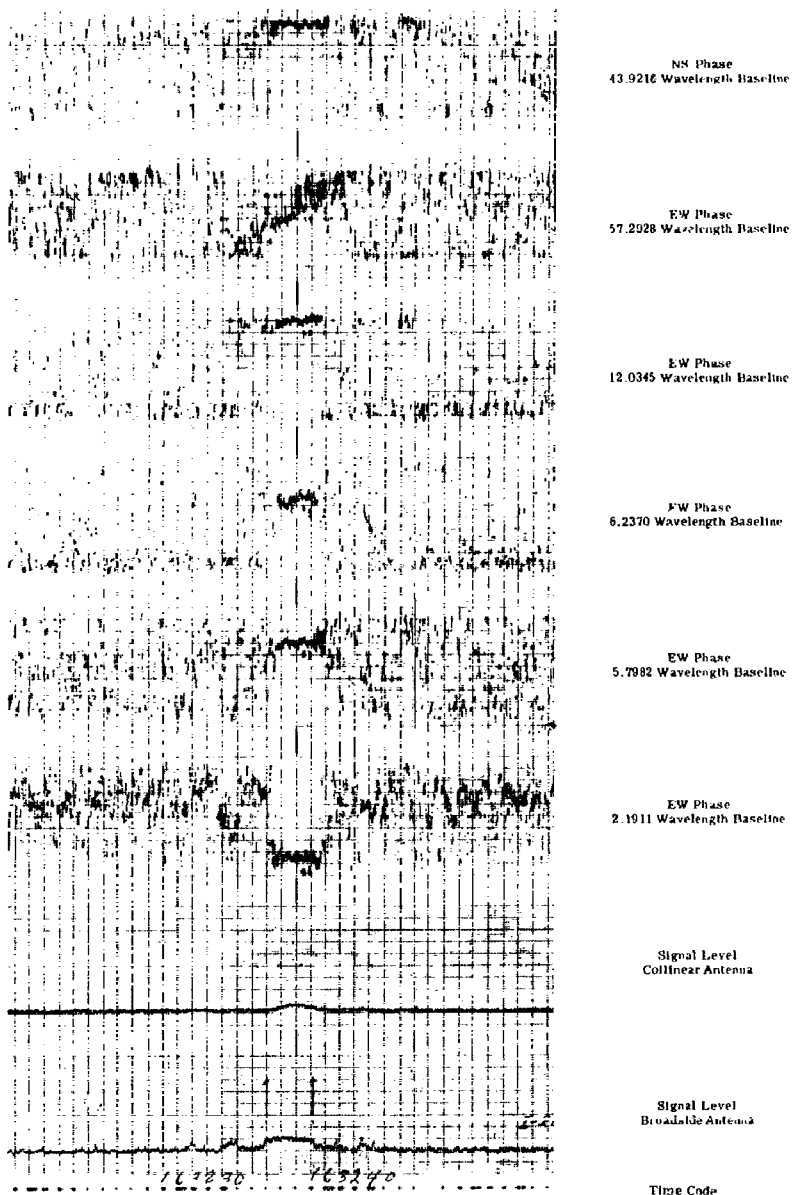 NS Phase
43.9216 Wavelength Baseline
EW Phase
57.2928 Wavelength Baseline
EW Phase
12.0345 Wavelength Baseline
EW Phase
6.2370 Wavelength Baseline
EW Phase
5.7982 Wavelength Baseline
EW Phase
2.1911 Wavelength Baseline
Signal Level
Collinear Antenna
Signal Level
Broadside Antenna
163230 163240
Time Code